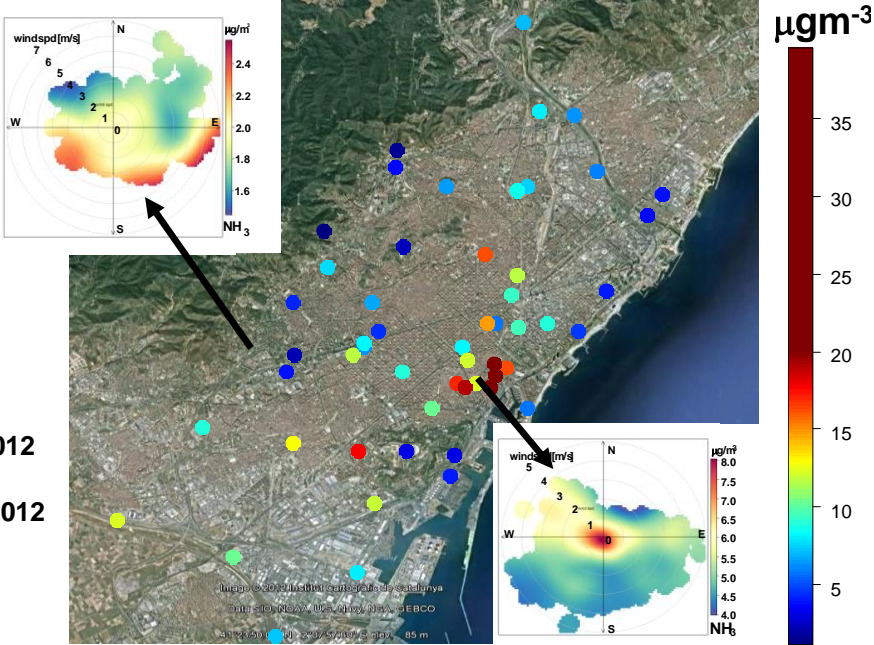 µgm-3
35
30
25
20
15
10
5
windspd[m/s]
7
6
5
4
3
2
1
0
N
W
E
S
µg/m3
2.4
2.2
2.0
1.8
1.6
NH3
012
012
windspd[m/s]
5
4
3
2
1
0
N
W
E
S
µg/m3
8.0
7.5
7.0
6.5
6.0
5.5
5.0
4.5
4.0
NH3
Image © 2012 Institut Cartogràfic de Catalunya
Data SIO, NOAA, U.S. Navy, NGA, GEBCO
elev. 85 m